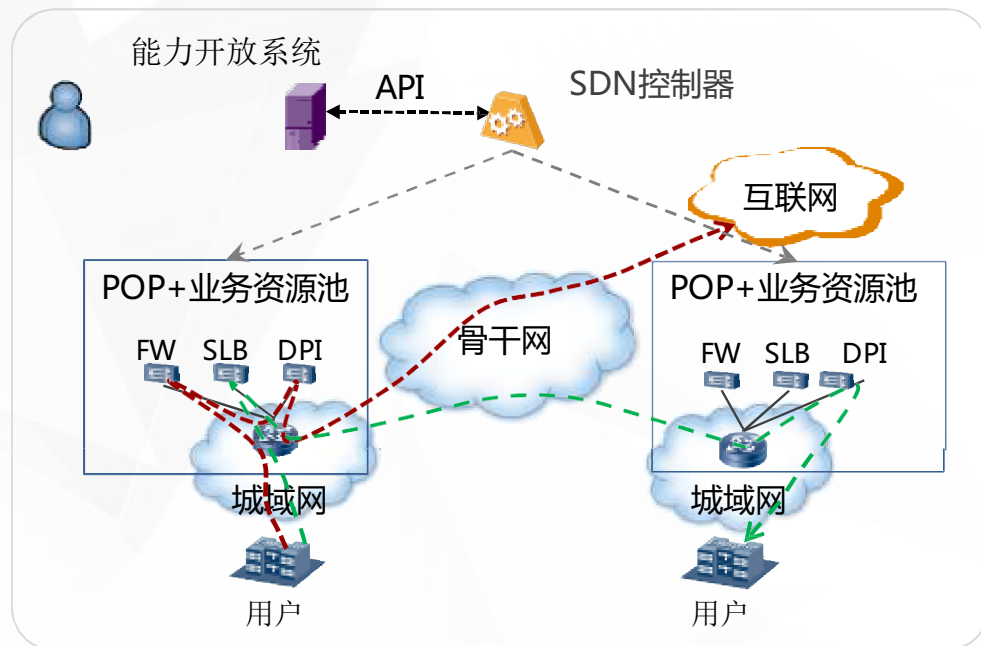 能力开放系统
API
SDN控制器
互联网
POP+业务资源池
POP+业务资源池
骨干网
FW SLB DPI
FW SLB DPI
城域网
城域网
用户
用户